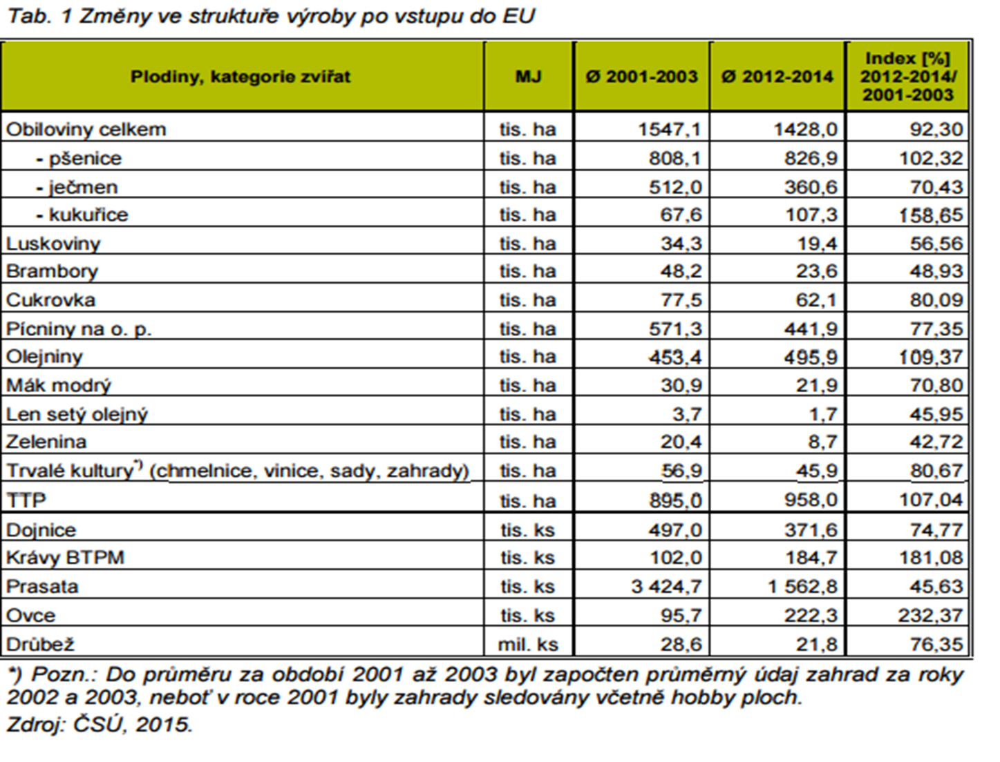 Tab. 1 Změny ve struktuře výroby po vstupu do EU
Plodiny, kategorie zvířat MJ Ø 2001-2003 Ø 2012-2014 Index [%] 2012-2014/ 2001-2003
Obiloviny celkem tis. ha 1547,1 1428,0 92,30
- pšenice tis. ha 808,1 826,9 102,32
- ječmen tis. ha 512,0 360,6 70,43
- kukuřice tis. ha 67,6 107,3 158,65
Luskoviny tis. ha 34,3 19,4 56,56
Brambory tis. ha 48,2 23,6 48,93
Cukrovka tis. ha 77,5 62,1 80,09
Pícniny na o. p. tis. ha 571,3 441,9 77,35
Olejniny tis. ha 453,4 495,9 109,37
Mák modrý tis. ha 30,9 21,9 70,80
Len setý olejný tis. ha 3,7 1,7 45,95
Zelenina tis. ha 20,4 8,7 42,72
Trvalé kultury*) (chmelnice, vinice, sady, zahrady) tis. ha 56,9 45,9 80,67
TTP tis. ha 895,0 958,0 107,04
Dojnice tis. ks 497,0 371,6 74,77
Krávy BTPM tis. ks 102,0 184,7 181,08
Prasata tis. ks 3 424,7 1 562,8 45,63
Ovce tis. ks 95,7 222,3 232,37
Drůbež mil. ks 28,6 21,8 76,35
*) Pozn.: Do průměru za období 2001 až 2003 byl započten průměrný údaj zahrad za roky
2002 a 2003, neboť v roce 2001 byly zahrady sledovány včetně hobby ploch.
Zdroj: ČSÚ, 2015.